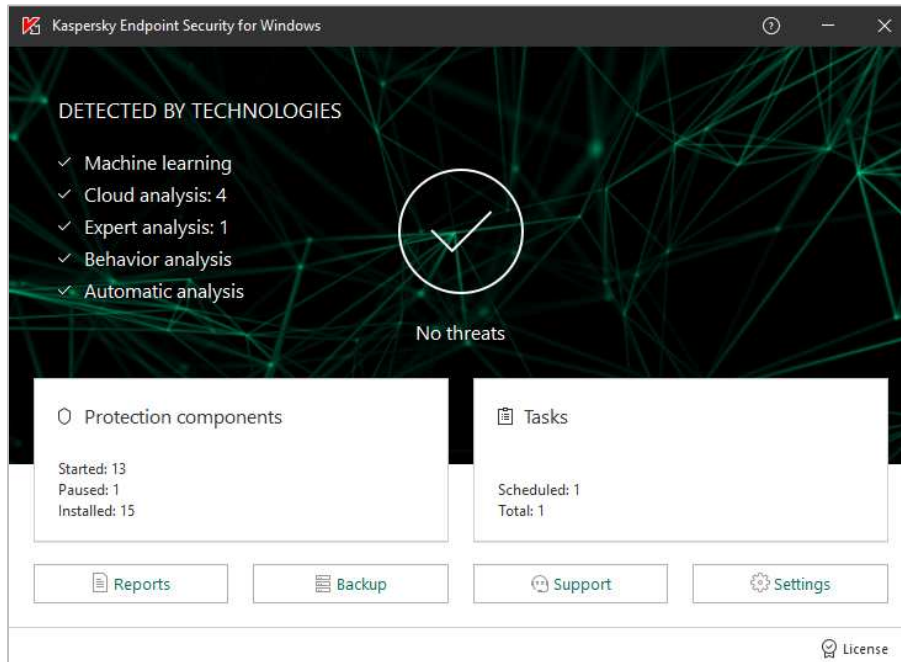 Kaspersky Endpoint Security for Windows
DETECTED BY TECHNOLOGIES
Machine learning
Cloud analysis: 4
Expert analysis: 1
Behavior analysis
Automatic analysis
No threats
Protection components
Started: 13
Paused: 1
Installed: 15
Tasks
Scheduled: 1
Total: 1
Reports
Backup
Support
Settings
License